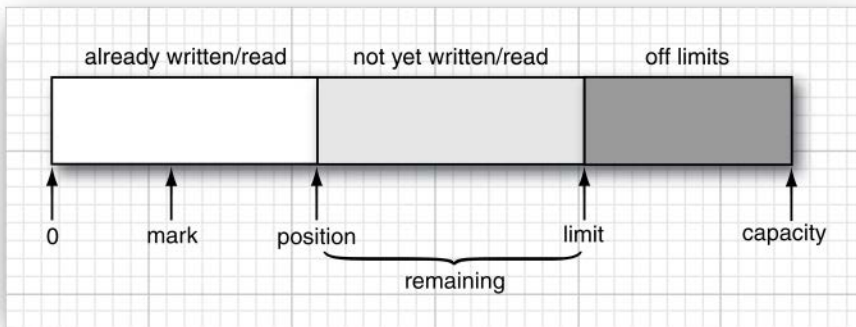 already written/read not yet written/read off limits
0 mark position limit capacity
remaining